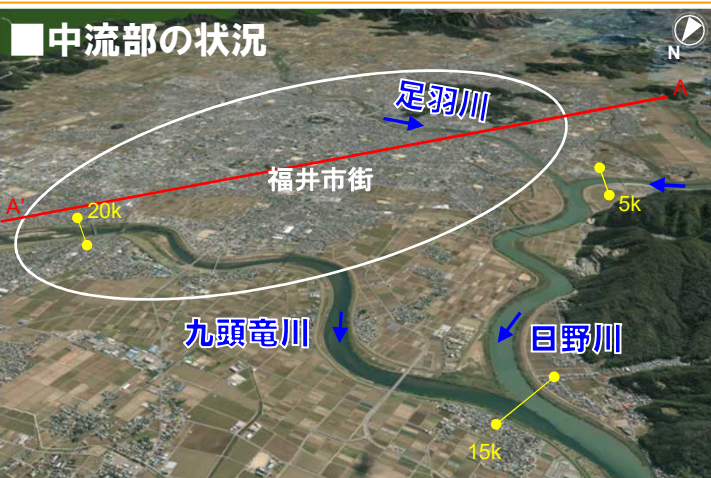 ■中流部の状況
N
足羽川
A
福井市街
A'
20k
5k
九頭竜川
日野川
15k